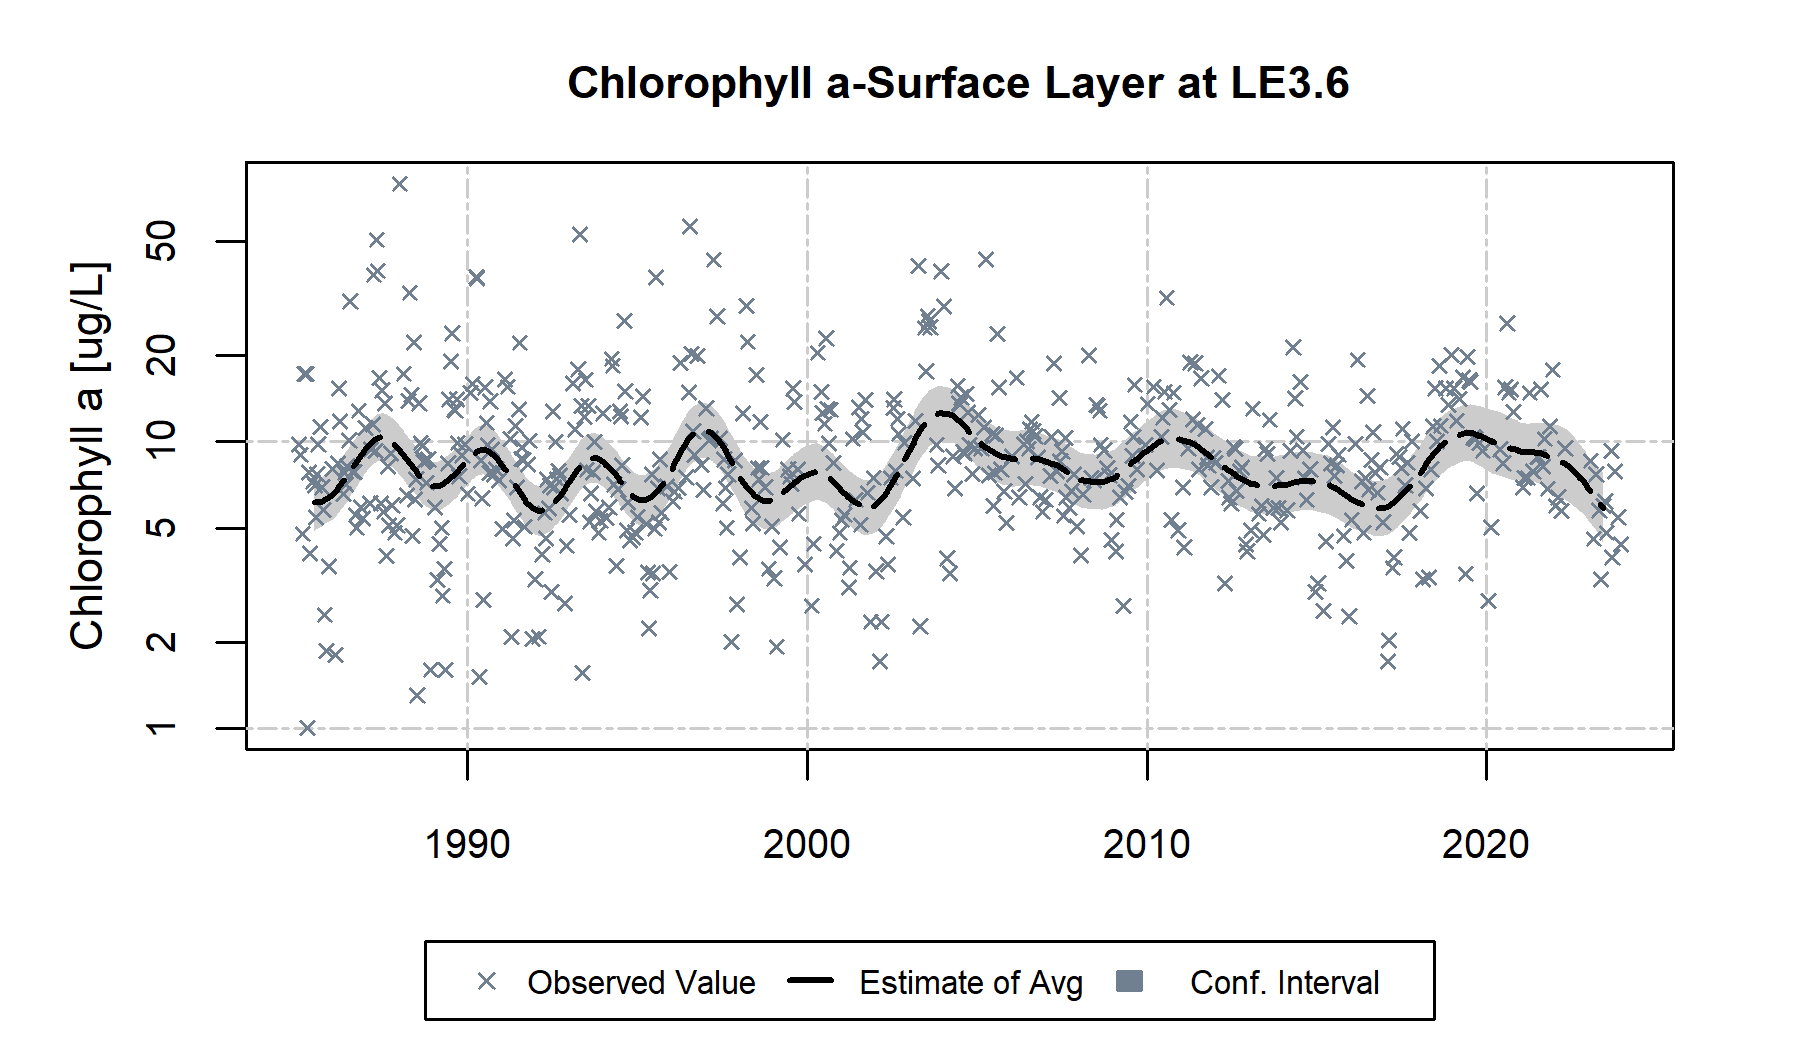 Chlorophyll a-Surface Layer at LE3.6
Chlorophyll a [ug/L]
50
20
10
5
2
1
1990 2000 2010 2020
Observed Value Estimate of Avg Conf. Interval